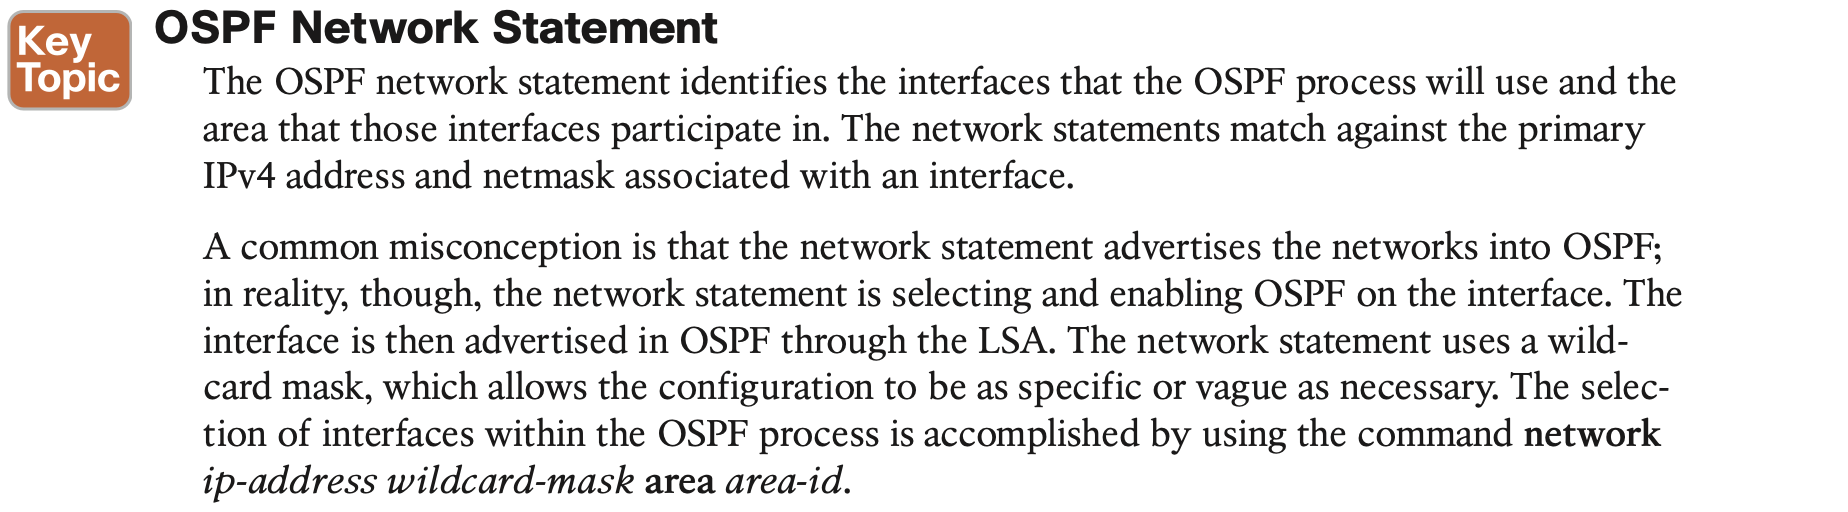 Key
Topic
OSPF Network Statement
The OSPF network statement identifies the interfaces that the OSPF process will use and the
area that those interfaces participate in. The network statements match against the primary
IPv4 address and netmask associated with an interface.
A common misconception is that the network statement advertises the networks into OSPF;
in reality, though, the network statement is selecting and enabling OSPF on the interface. The
interface is then advertised in OSPF through the LSA. The network statement uses a wild-
card mask, which allows the configuration to be as specific or vague as necessary. The selec-
tion of interfaces within the OSPF process is accomplished by using the command network
ip-address wildcard-mask area area-id.